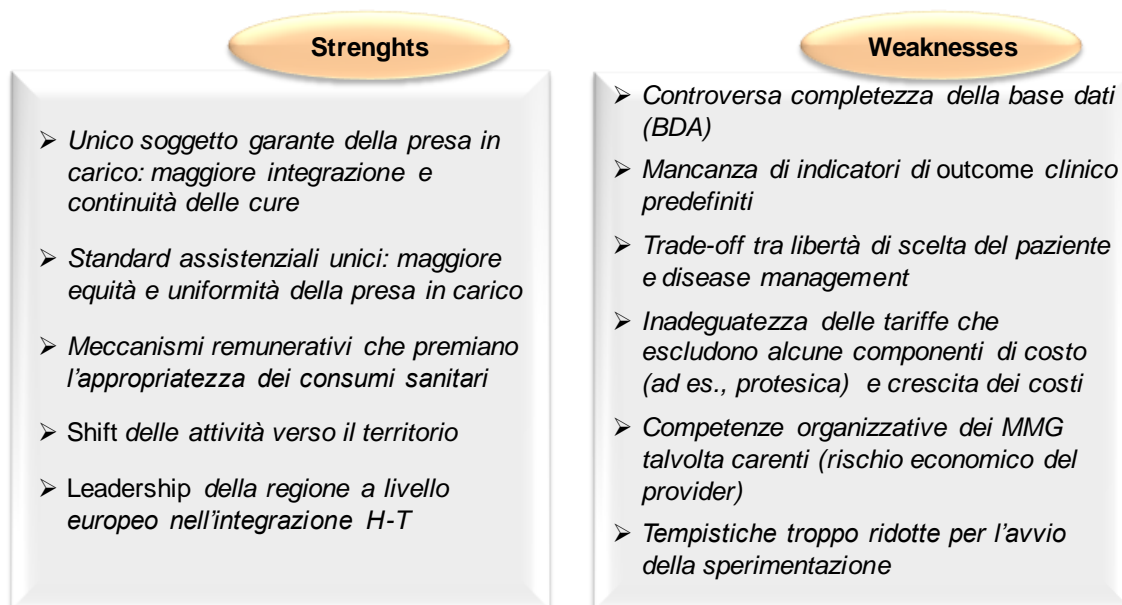 Strenghts
➢ Unico soggetto garante della presa in
carico: maggiore integrazione e
continuità delle cure
➢ Standard assistenziali unici: maggiore
equità e uniformità della presa in carico
➢ Meccanismi remunerativi che premiano
l’appropriatezza dei consumi sanitari
➢ Shift delle attività verso il territorio
➢ Leadership della regione a livello
europeo nell’integrazione H-T
Weaknesses
➢ Controversa completezza della base dati
(BDA)
➢ Mancanza di indicatori di outcome clinico
predefiniti
➢ Trade-off tra libertà di scelta del paziente
e disease management
➢ Inadeguatezza delle tariffe che
escludono alcune componenti di costo
(ad es., protesica) e crescita dei costi
➢ Competenze organizzative dei MMG
talvolta carenti (rischio economico del
provider)
➢ Tempistiche troppo ridotte per l’avvio
della sperimentazione